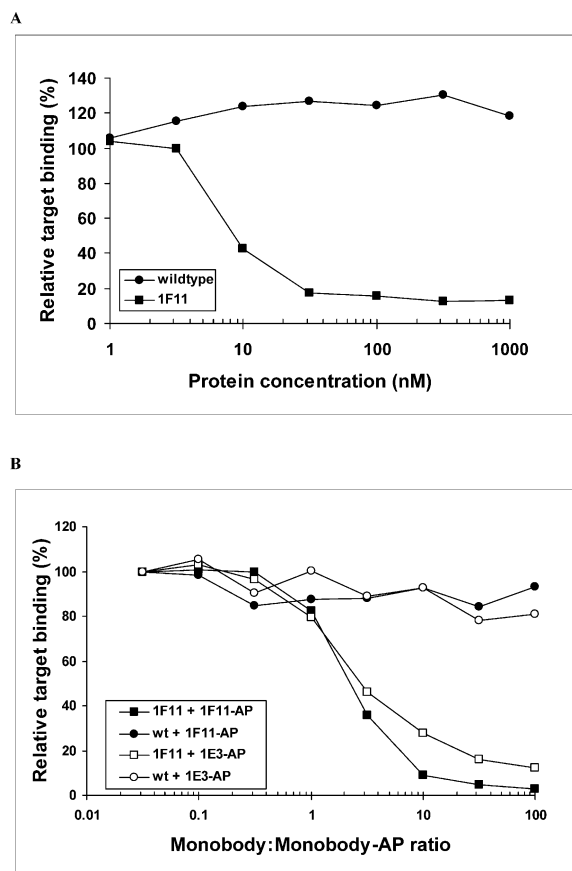 A
140
120
100
80
60
40
20
0
Relative target binding (%)
wildtype
1F11
1
10
100
1000
Protein concentration (nM)
B
120
100
80
60
40
20
0
Relative target binding (%)
1F11 + 1F11-AP
wt + 1F11-AP
1F11 + 1E3-AP
wt + 1E3-AP
0.01
0.1
1
10
100
Monobody:Monobody-AP ratio